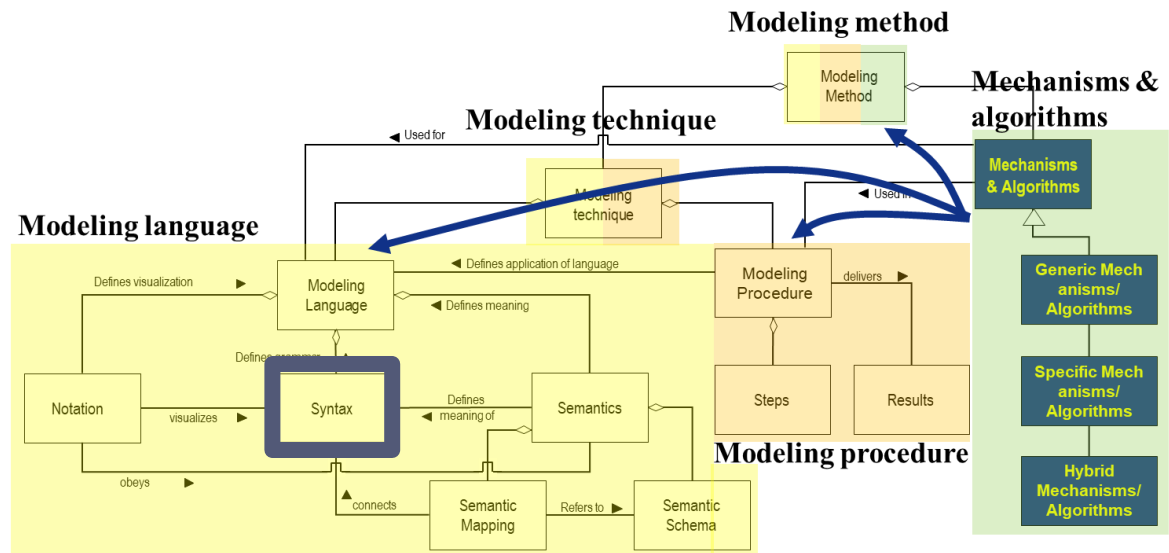 Modeling method
Modeling
Method
Mechanisms &
algorithms
Modeling technique
◄ Used for
Mechanisms
& Algorithms
Modeling
technique
◄ Used in
Modeling language
◄ Defines application of language
Defines visualization ►
Modeling
Language
◄ Defines meaning
Modeling
Procedure
delivers ►
Generic Mech
anisms/
Algorithms
Defines grammar
Notation
visualizes ►
Syntax
Defines
◄ meaning of
Semantics
Steps
Results
Specific Mech
anisms/
Algorithms
Modeling procedure
obeys ►
▲ connects
Semantic
Mapping
Refers to ►
Semantic
Schema
Hybrid
Mechanisms/
Algorithms